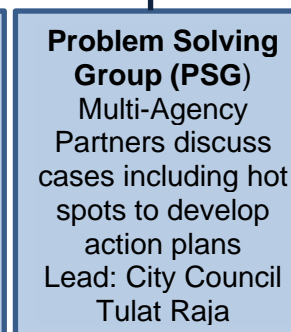 Problem Solving
Group (PSG)
Multi-Agency
Partners discuss
cases including hot
spots to develop
action plans
Lead: City Council
Tulat Raja